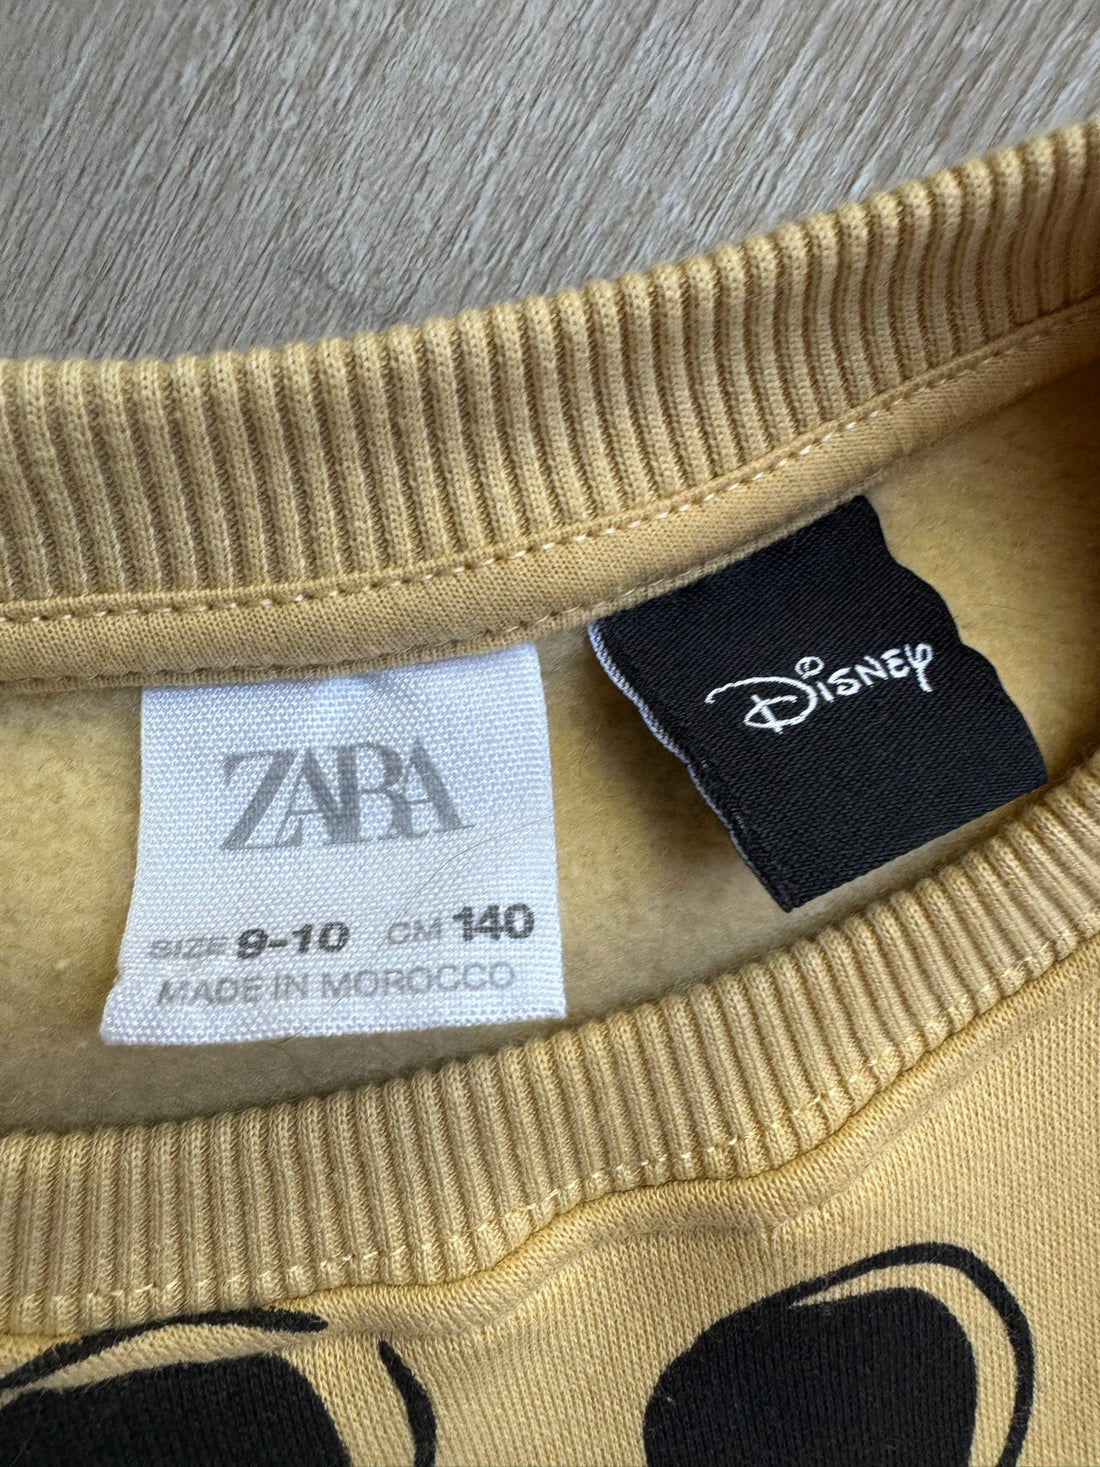 ZARA
SIZE 9-10 CM 140
MADE IN MOROCCO
Disney